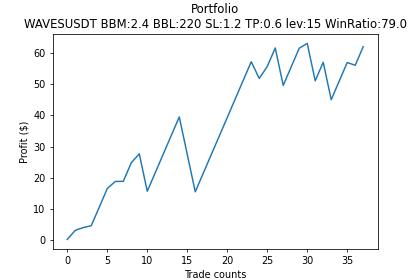 Portfolio
WAVESUSDT BBM:2.4 BBL:220 SL:1.2 TP:0.6 lev:15 WinRatio:79.0
60
50
40
30
20
10
0
Profit ($)
0 5 10 15 20 25 30 35
Trade counts